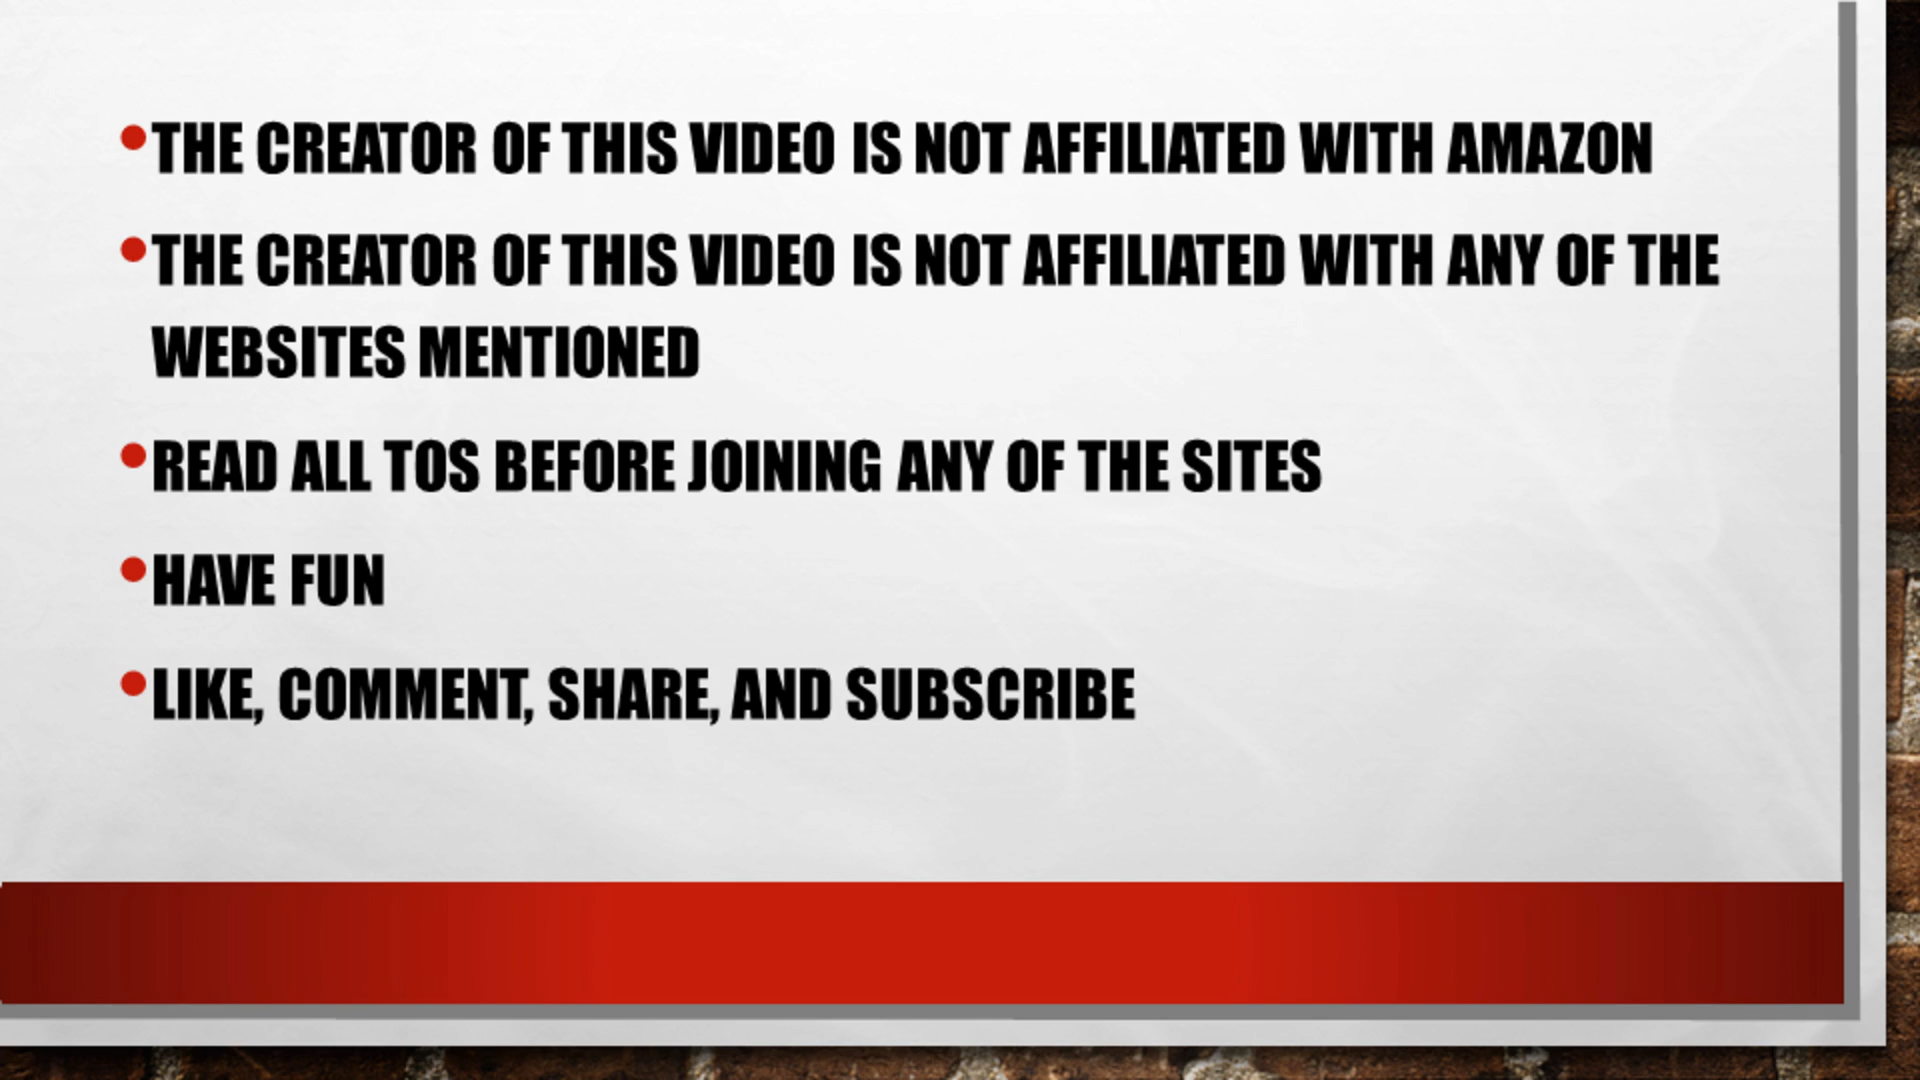 •THE CREATOR OF THIS VIDEO IS NOT AFFILIATED WITH AMAZON
•THE CREATOR OF THIS VIDEO IS NOT AFFILIATED WITH ANY OF THE
WEBSITES MENTIONED
•READ ALL TOS BEFORE JOINING ANY OF THE SITES
•HAVE FUN
•LIKE, COMMENT, SHARE, AND SUBSCRIBE